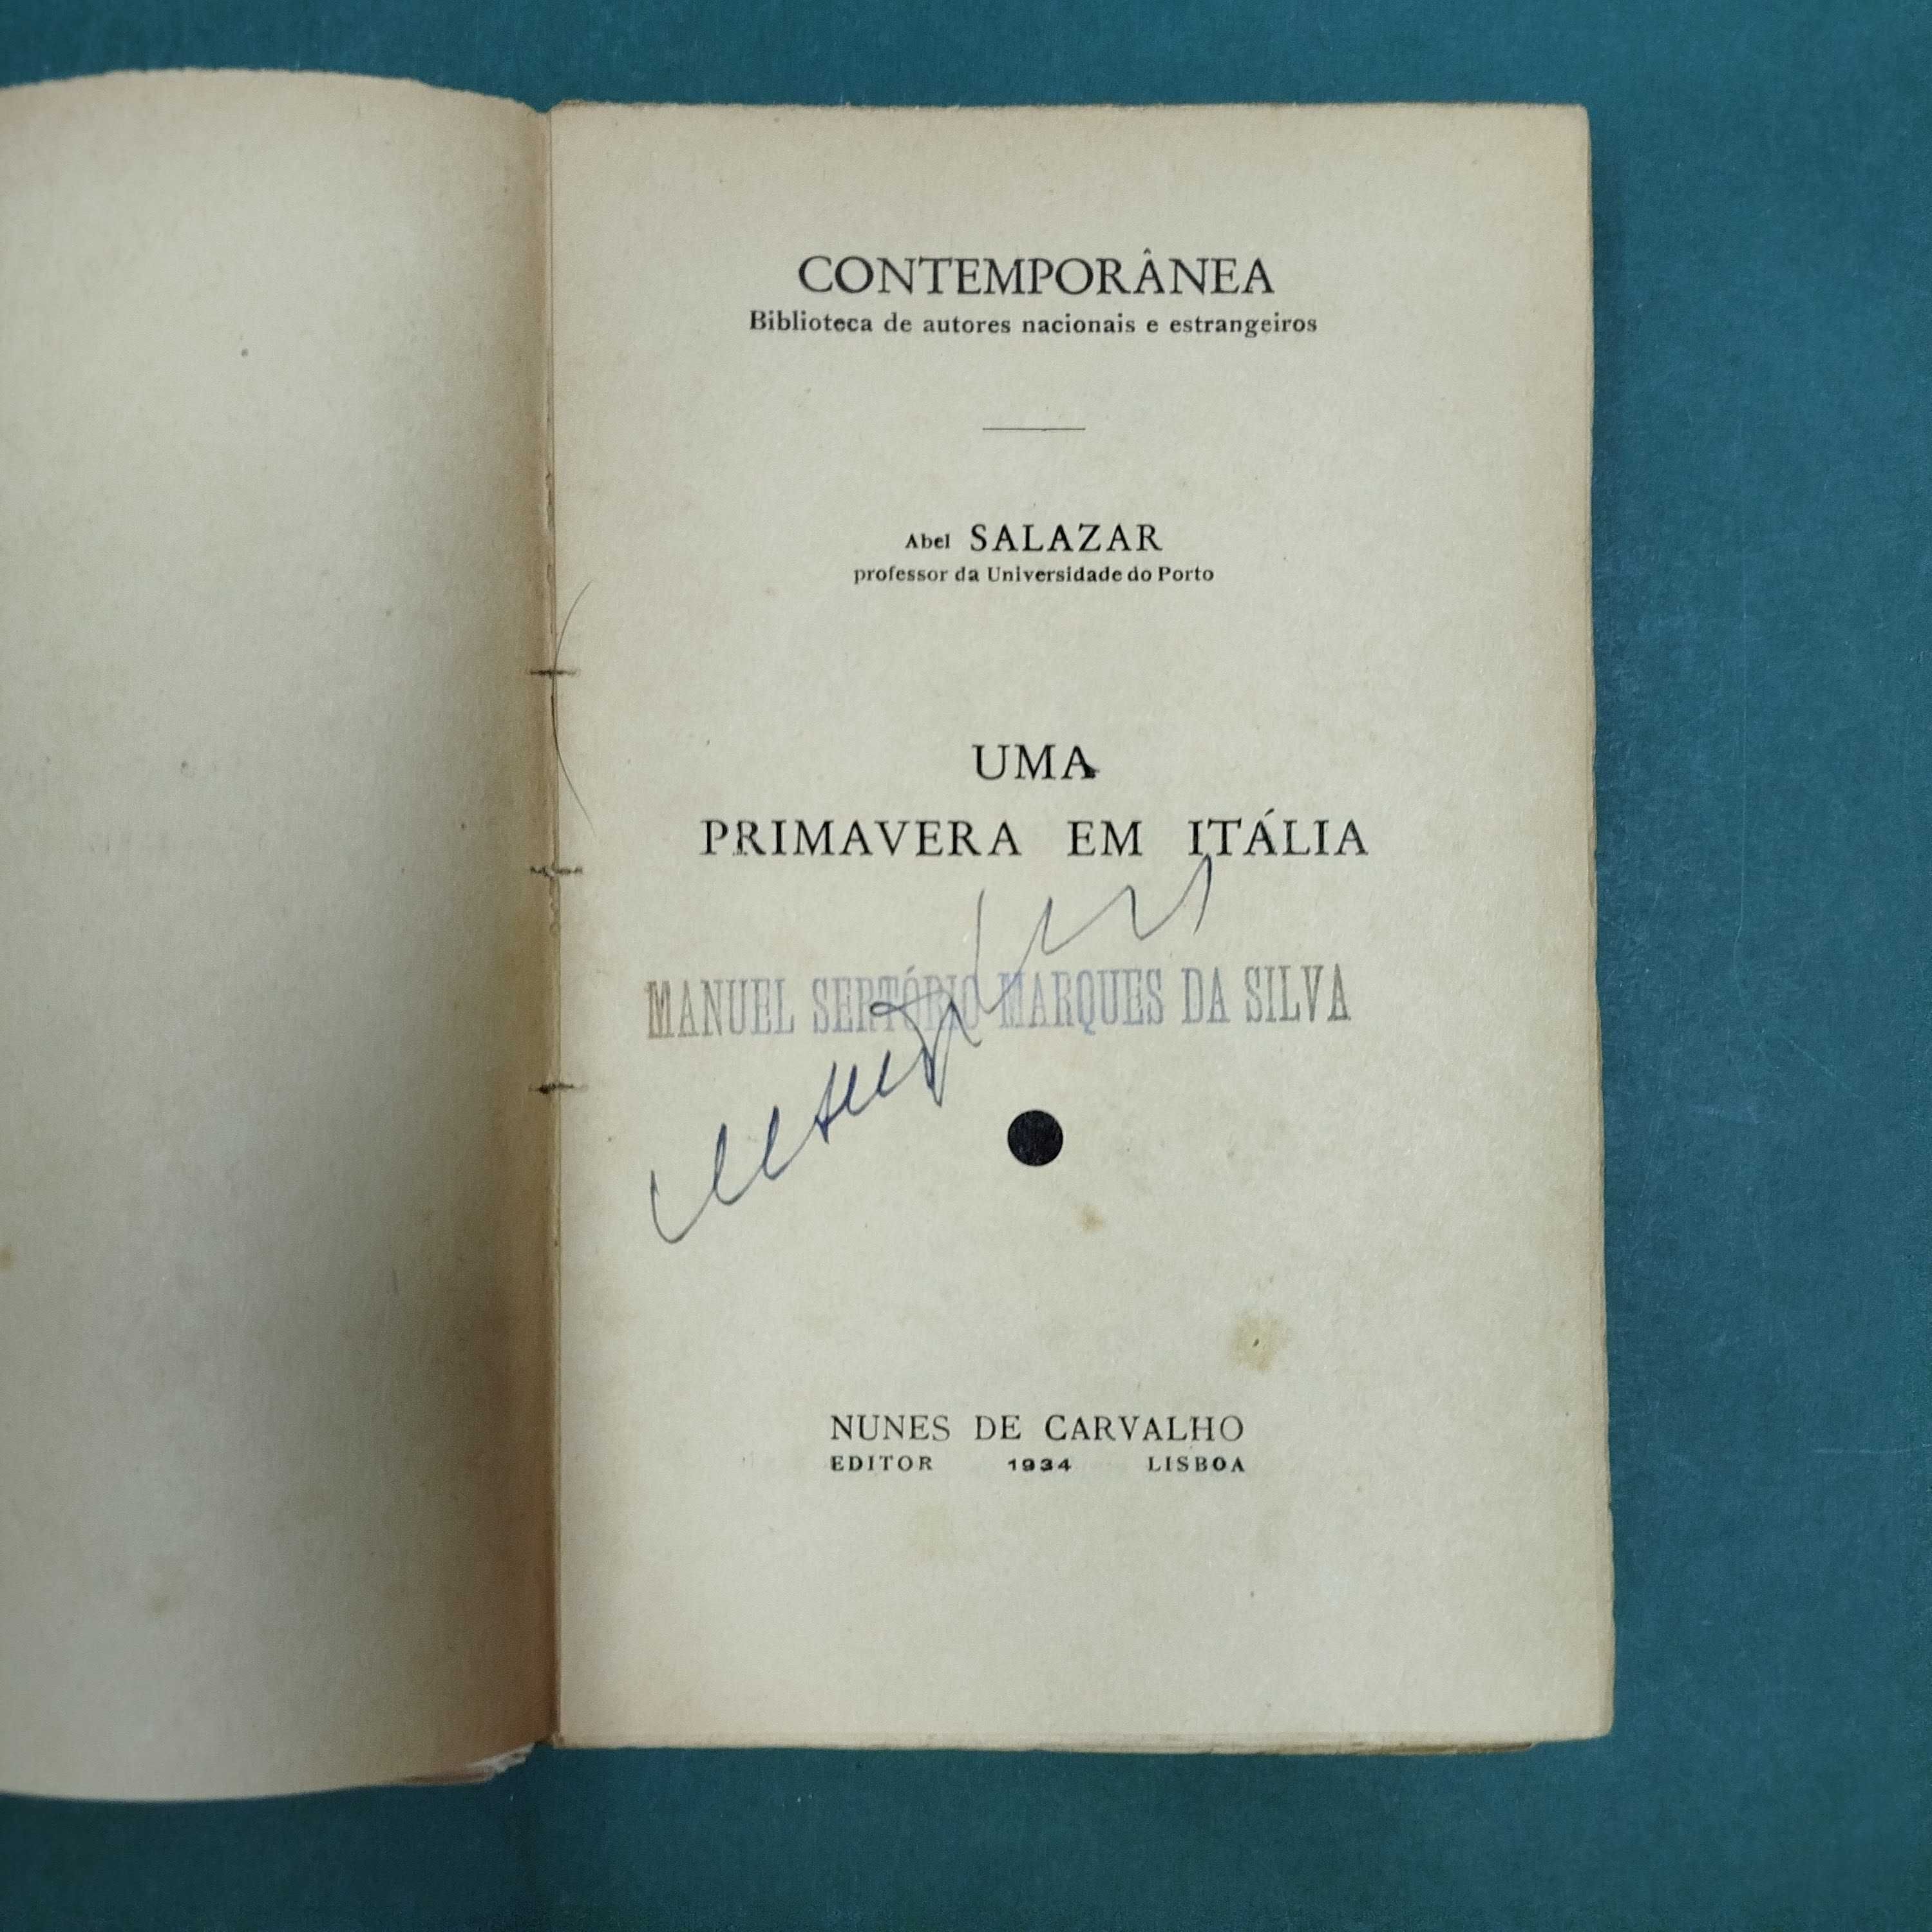 CONTEMPORÂNEA
Biblioteca de autores nacionais e estrangeiros
Abel SALAZAR
professor da Universidade do Porto
UMA
PRIMAVERA EM ITÁLIA
MANUEL SERTÓRIO MARQUES DA SILVA
NUNES DE CARVALHO
EDITOR 1934 LISBOA